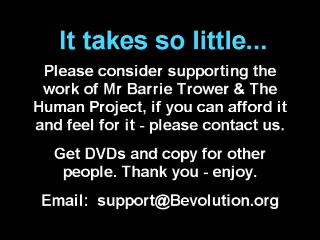 It takes so little...
Please consider supporting the
work of Mr Barrie Trower & The
Human Project, if you can afford it
and feel for it - please contact us.
Get DVDs and copy for other
people. Thank you - enjoy.
Email:  support@Bevolution.org